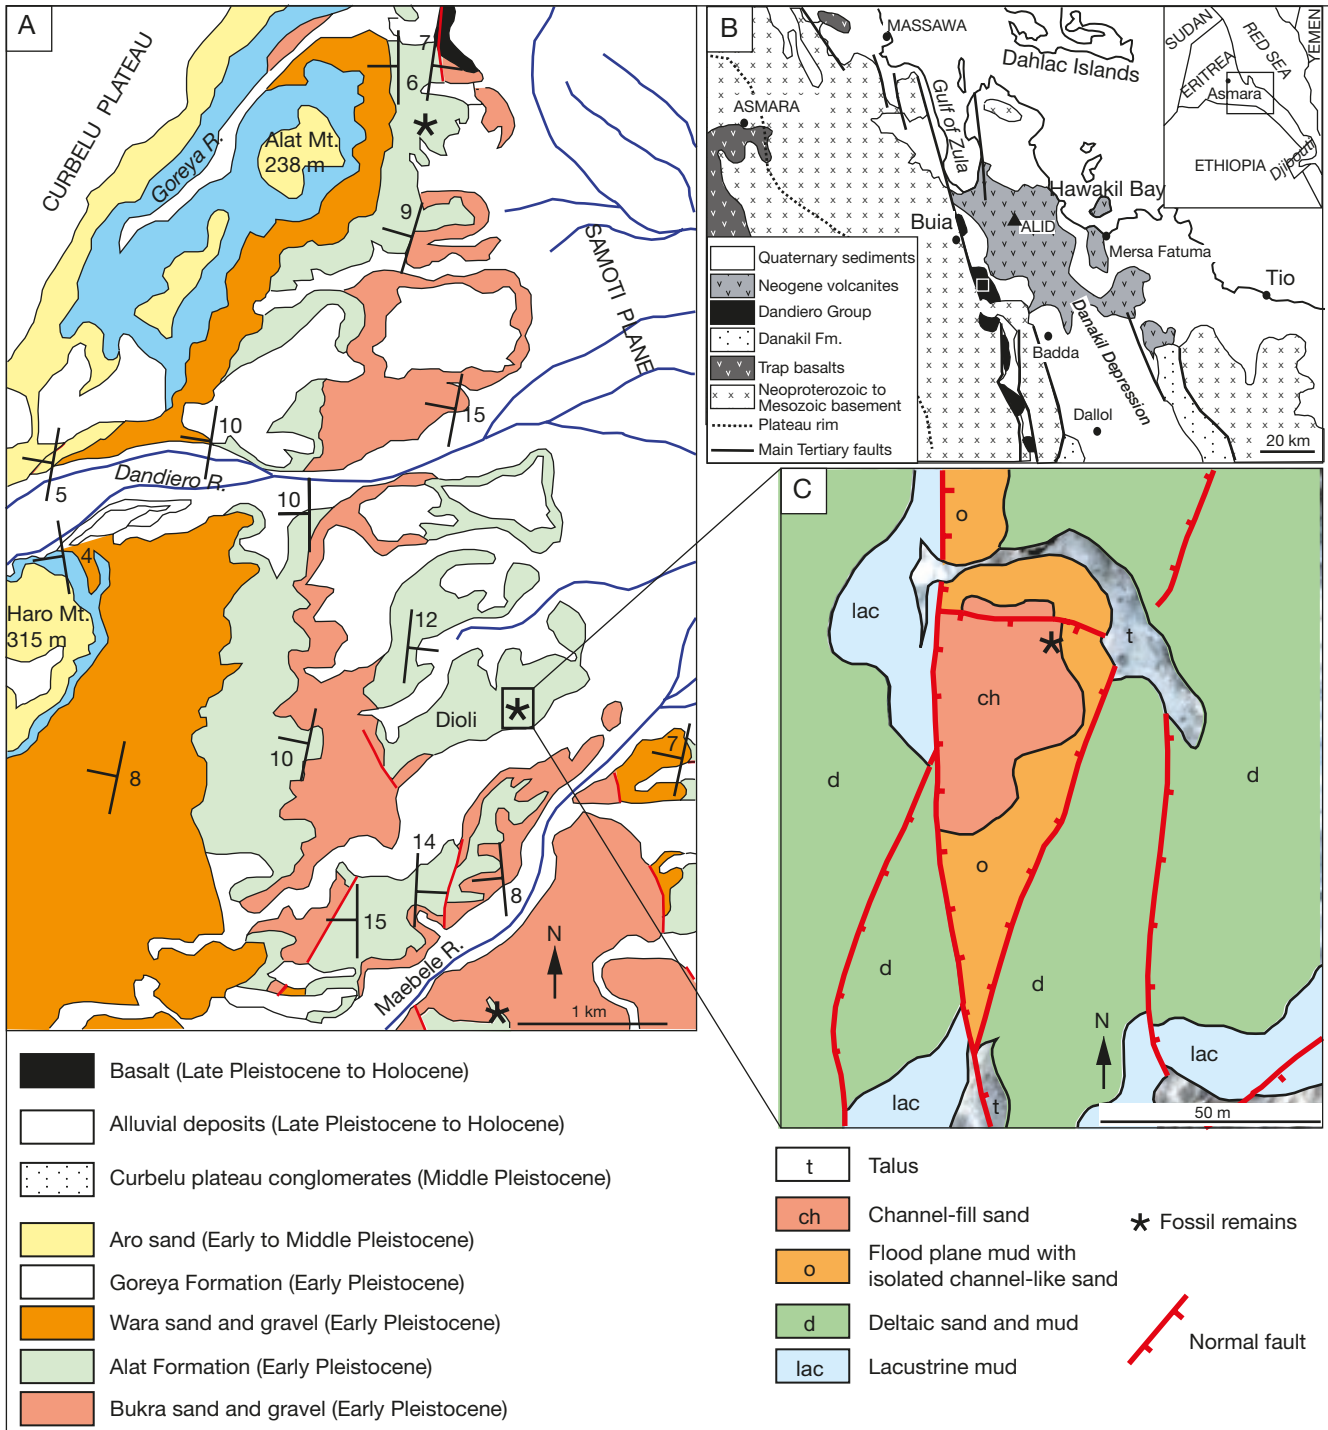 A
CURBELU PLATEAU
Goreya R.
Alat Mt.
238 m
7
6
9
SAMOTI PLANE
15
10
5
Dandiero R.
10
4
Haro Mt.
315 m
12
Dioli
10
8
7
14
8
15
Maebele R.
N
1 km
B
MASSAWA
Dahlac Islands
ASMARA
Gulf of Zula
Hawakil Bay
Buia
ALID
Mersa Fatuma
Tio
Badda
Danakil Depression
Dallol
20 km
SUDAN
RED SEA
YEMEN
ERITREA
Asmara
ETHIOPIA
Djibouti
Quaternary sediments
Neogene volcanites
Dandiero Group
Danakil Fm.
Trap basalts
Neoproterozoic to
Mesozoic basement
Plateau rim
Main Tertiary faults
C
o
lac
t
ch
d
d
o
d
d
N
lac
lac
t
50 m
Basalt (Late Pleistocene to Holocene)
Alluvial deposits (Late Pleistocene to Holocene)
Curbelu plateau conglomerates (Middle Pleistocene)
Aro sand (Early to Middle Pleistocene)
Goreya Formation (Early Pleistocene)
Wara sand and gravel (Early Pleistocene)
Alat Formation (Early Pleistocene)
Bukra sand and gravel (Early Pleistocene)
t Talus
ch Channel-fill sand
o Flood plane mud with
isolated channel-like sand
d Deltaic sand and mud
lac Lacustrine mud
Fossil remains
Normal fault